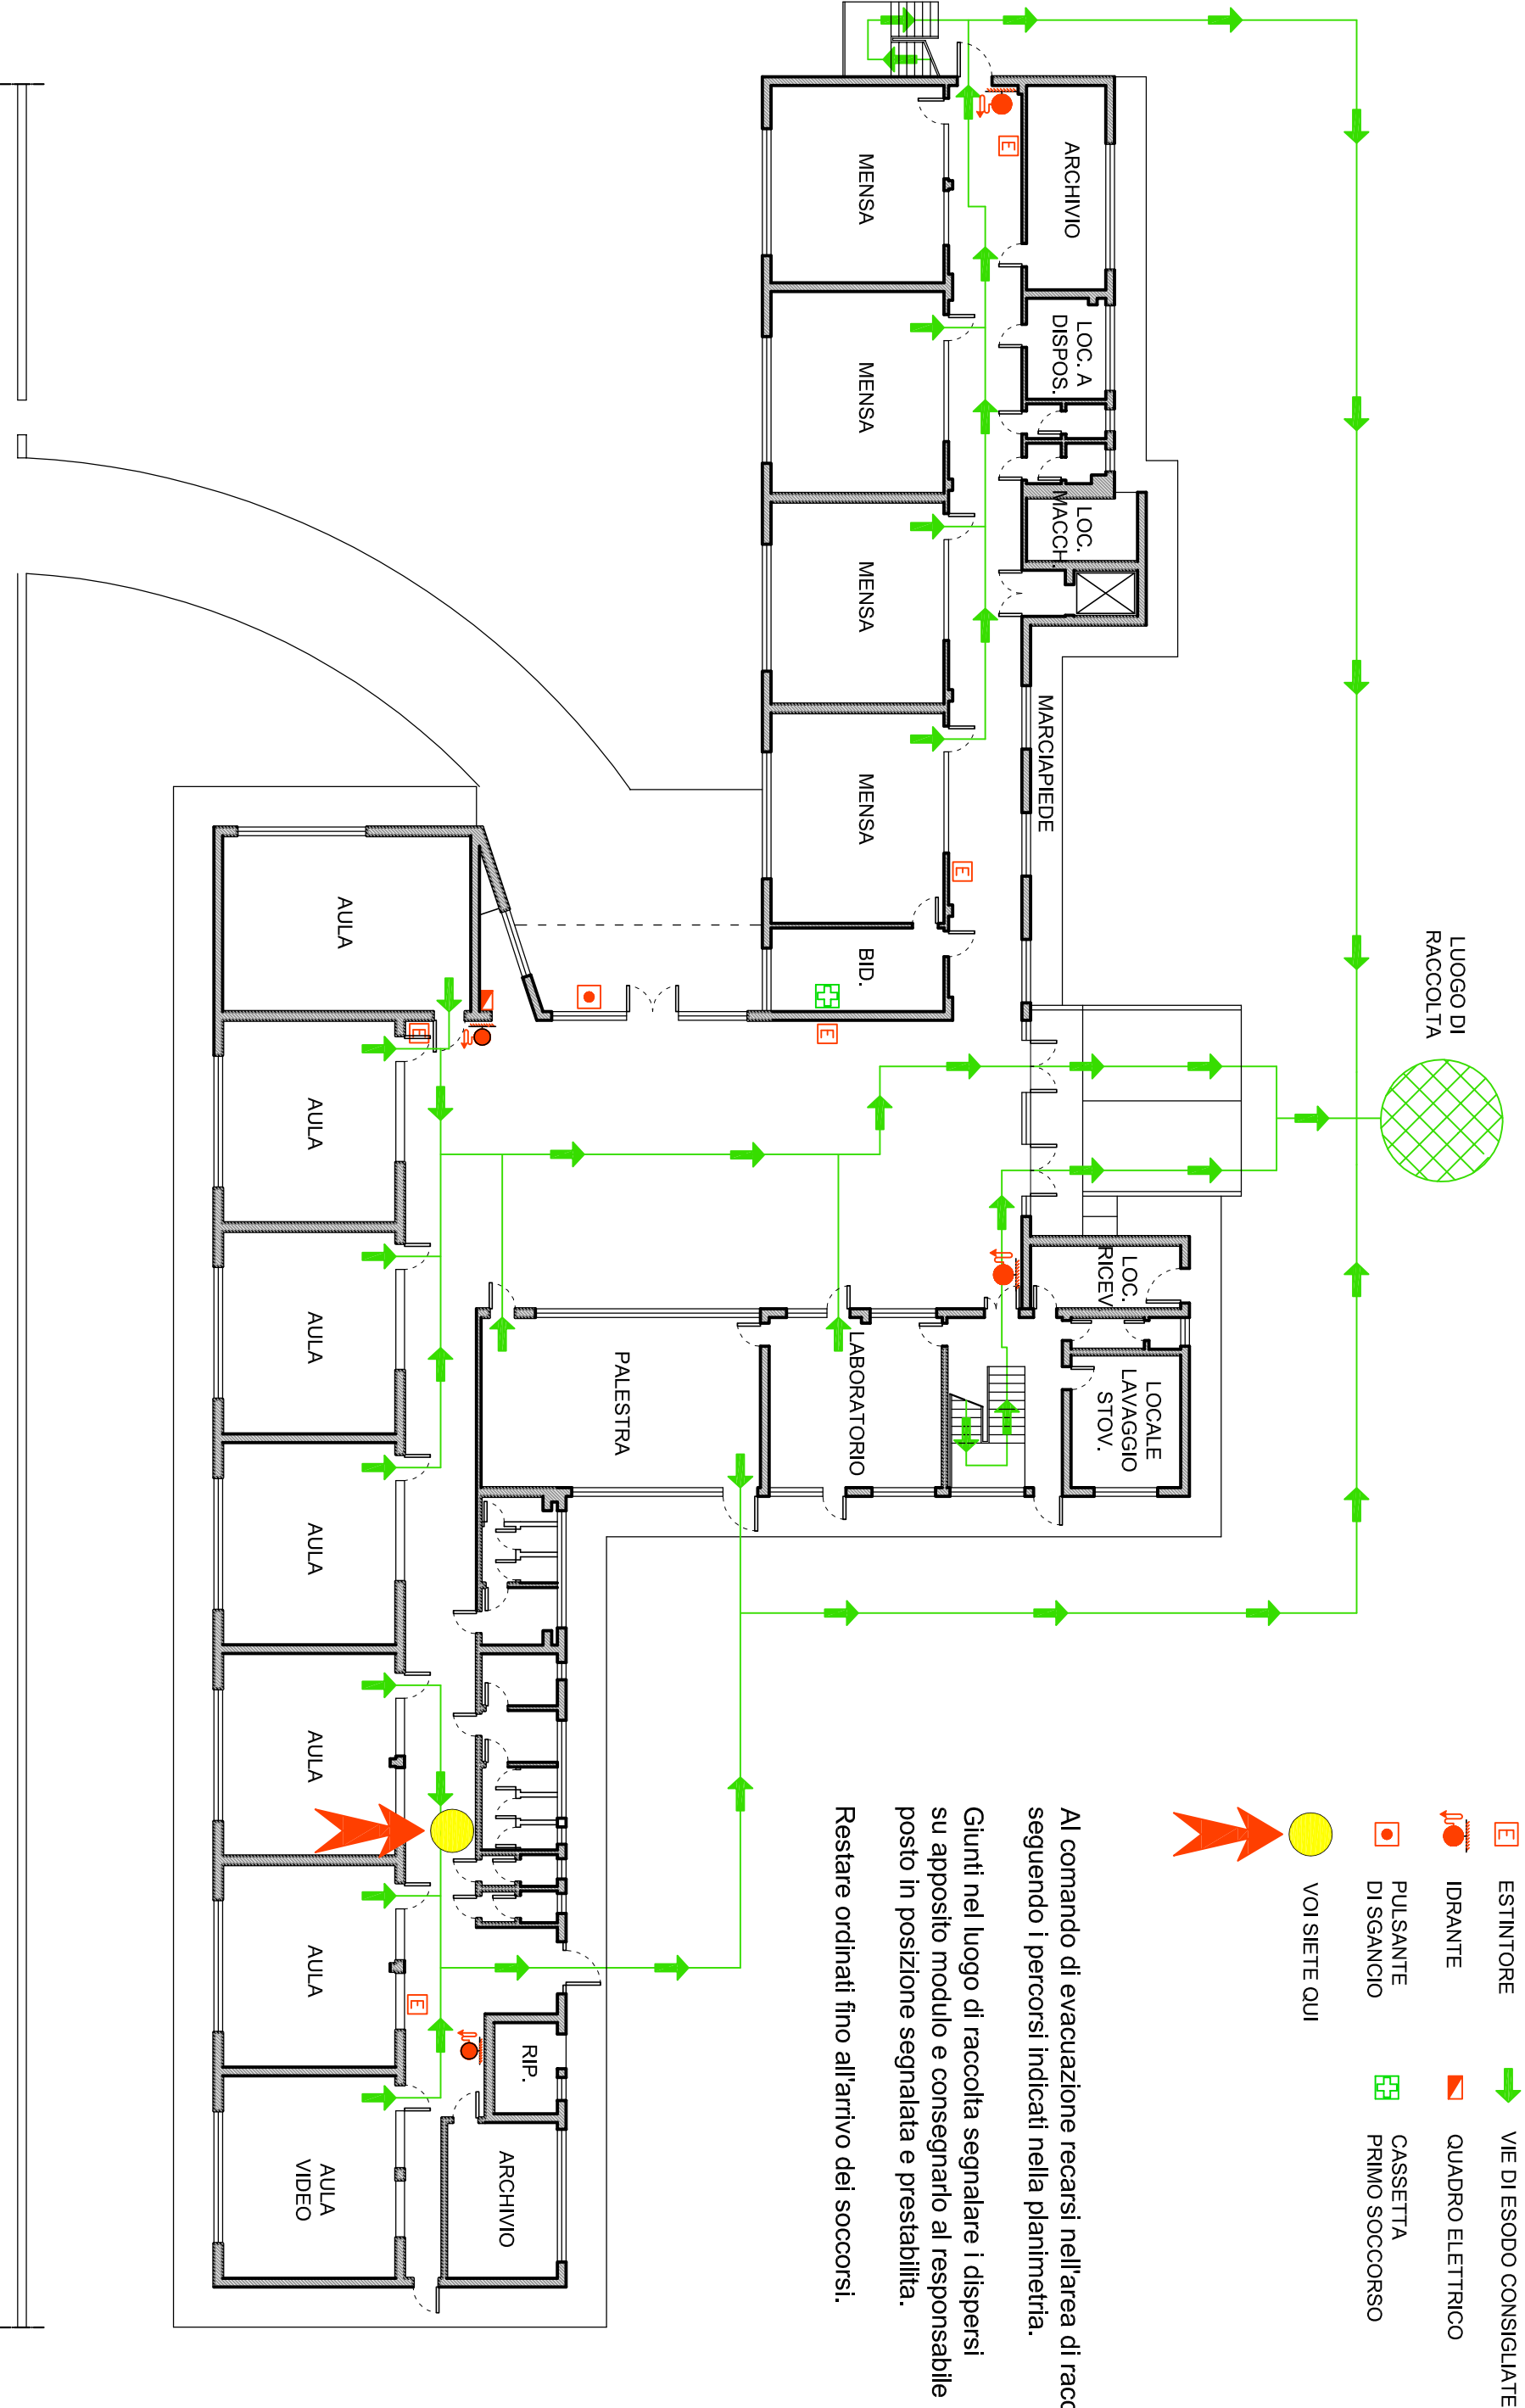 ESTINTORE
VIE DI ESODO CONSIGLIATE
IDRANTE
QUADRO ELETTRICO
PULSANTE
DI SGANCIO
CASSETTA
PRIMO SOCCORSO
VOI SIETE QUI
LUOGO DI
RACCOLTA
Al comando di evacuazione recarsi nell'area di racc
seguendo i percorsi indicati nella planimetria.
Giunti nel luogo di raccolta segnalare i dispersi
su apposito modulo e consegnarlo al responsabile
posto in posizione segnalata e prestabilita.
Restare ordinati fino all'arrivo dei soccorsi.
ARCHIVIO
LOC. A
DISPOS.
LOC.
MACCH.
MARCIAPIEDE
LOC.
RICEV.
LOCALE
LAVAGGIO
STOV.
MENSA
MENSA
MENSA
MENSA
BID.
LABORATORIO
PALESTRA
RIP.
ARCHIVIO
AULA
AULA
AULA
AULA
AULA
AULA
AULA
VIDEO
E
E
E
E
E
E